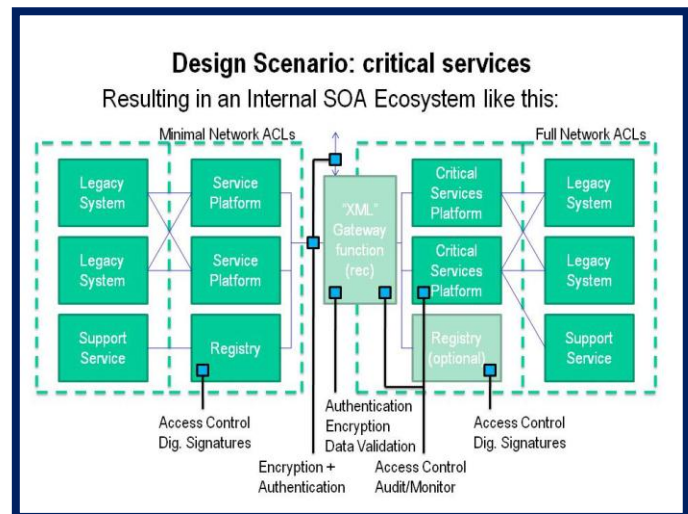 Design Scenario: critical services
Resulting in an Internal SOA Ecosystem like this:
Minimal Network ACLs
Full Network ACLs
Legacy
System
Service
Platform
"XML"
Gateway
function
(rec)
Critical
Services
Platform
Legacy
System
Legacy
System
Service
Platform
Critical
Services
Platform
Legacy
System
Support
Service
Registry
Registry
(optional)
Support
Service
Access Control
Dig. Signatures
Authentication
Encryption
Data Validation
Access Control
Dig. Signatures
Encryption +
Authentication
Access Control
Audit/Monitor